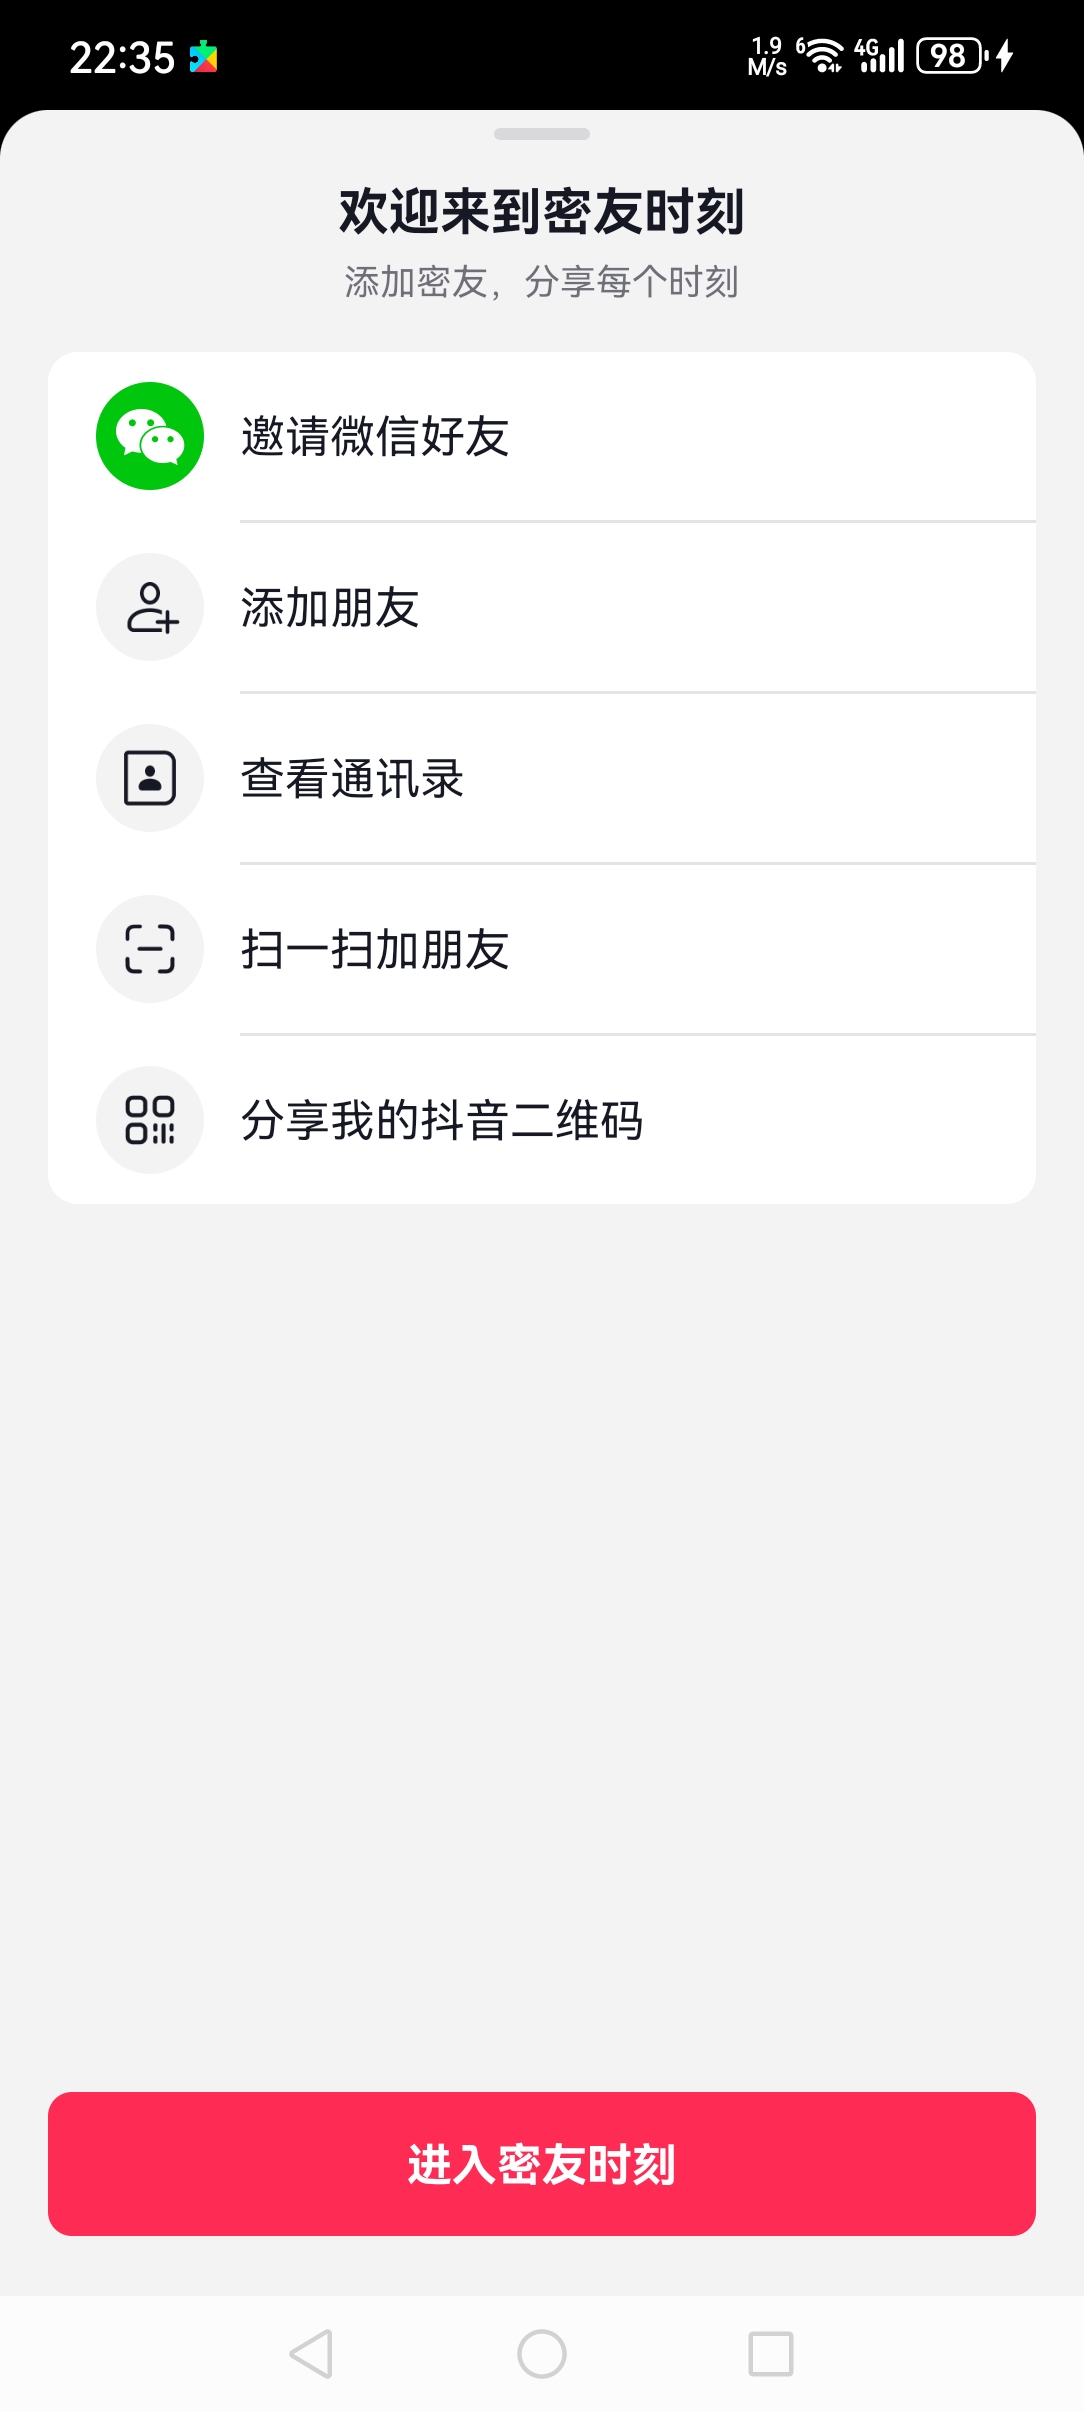 22:35
1.9
M/s
6
4G
98
欢迎来到密友时刻
添加密友，分享每个时刻
邀请微信好友
添加朋友
查看通讯录
扫一扫加朋友
分享我的抖音二维码
进入密友时刻